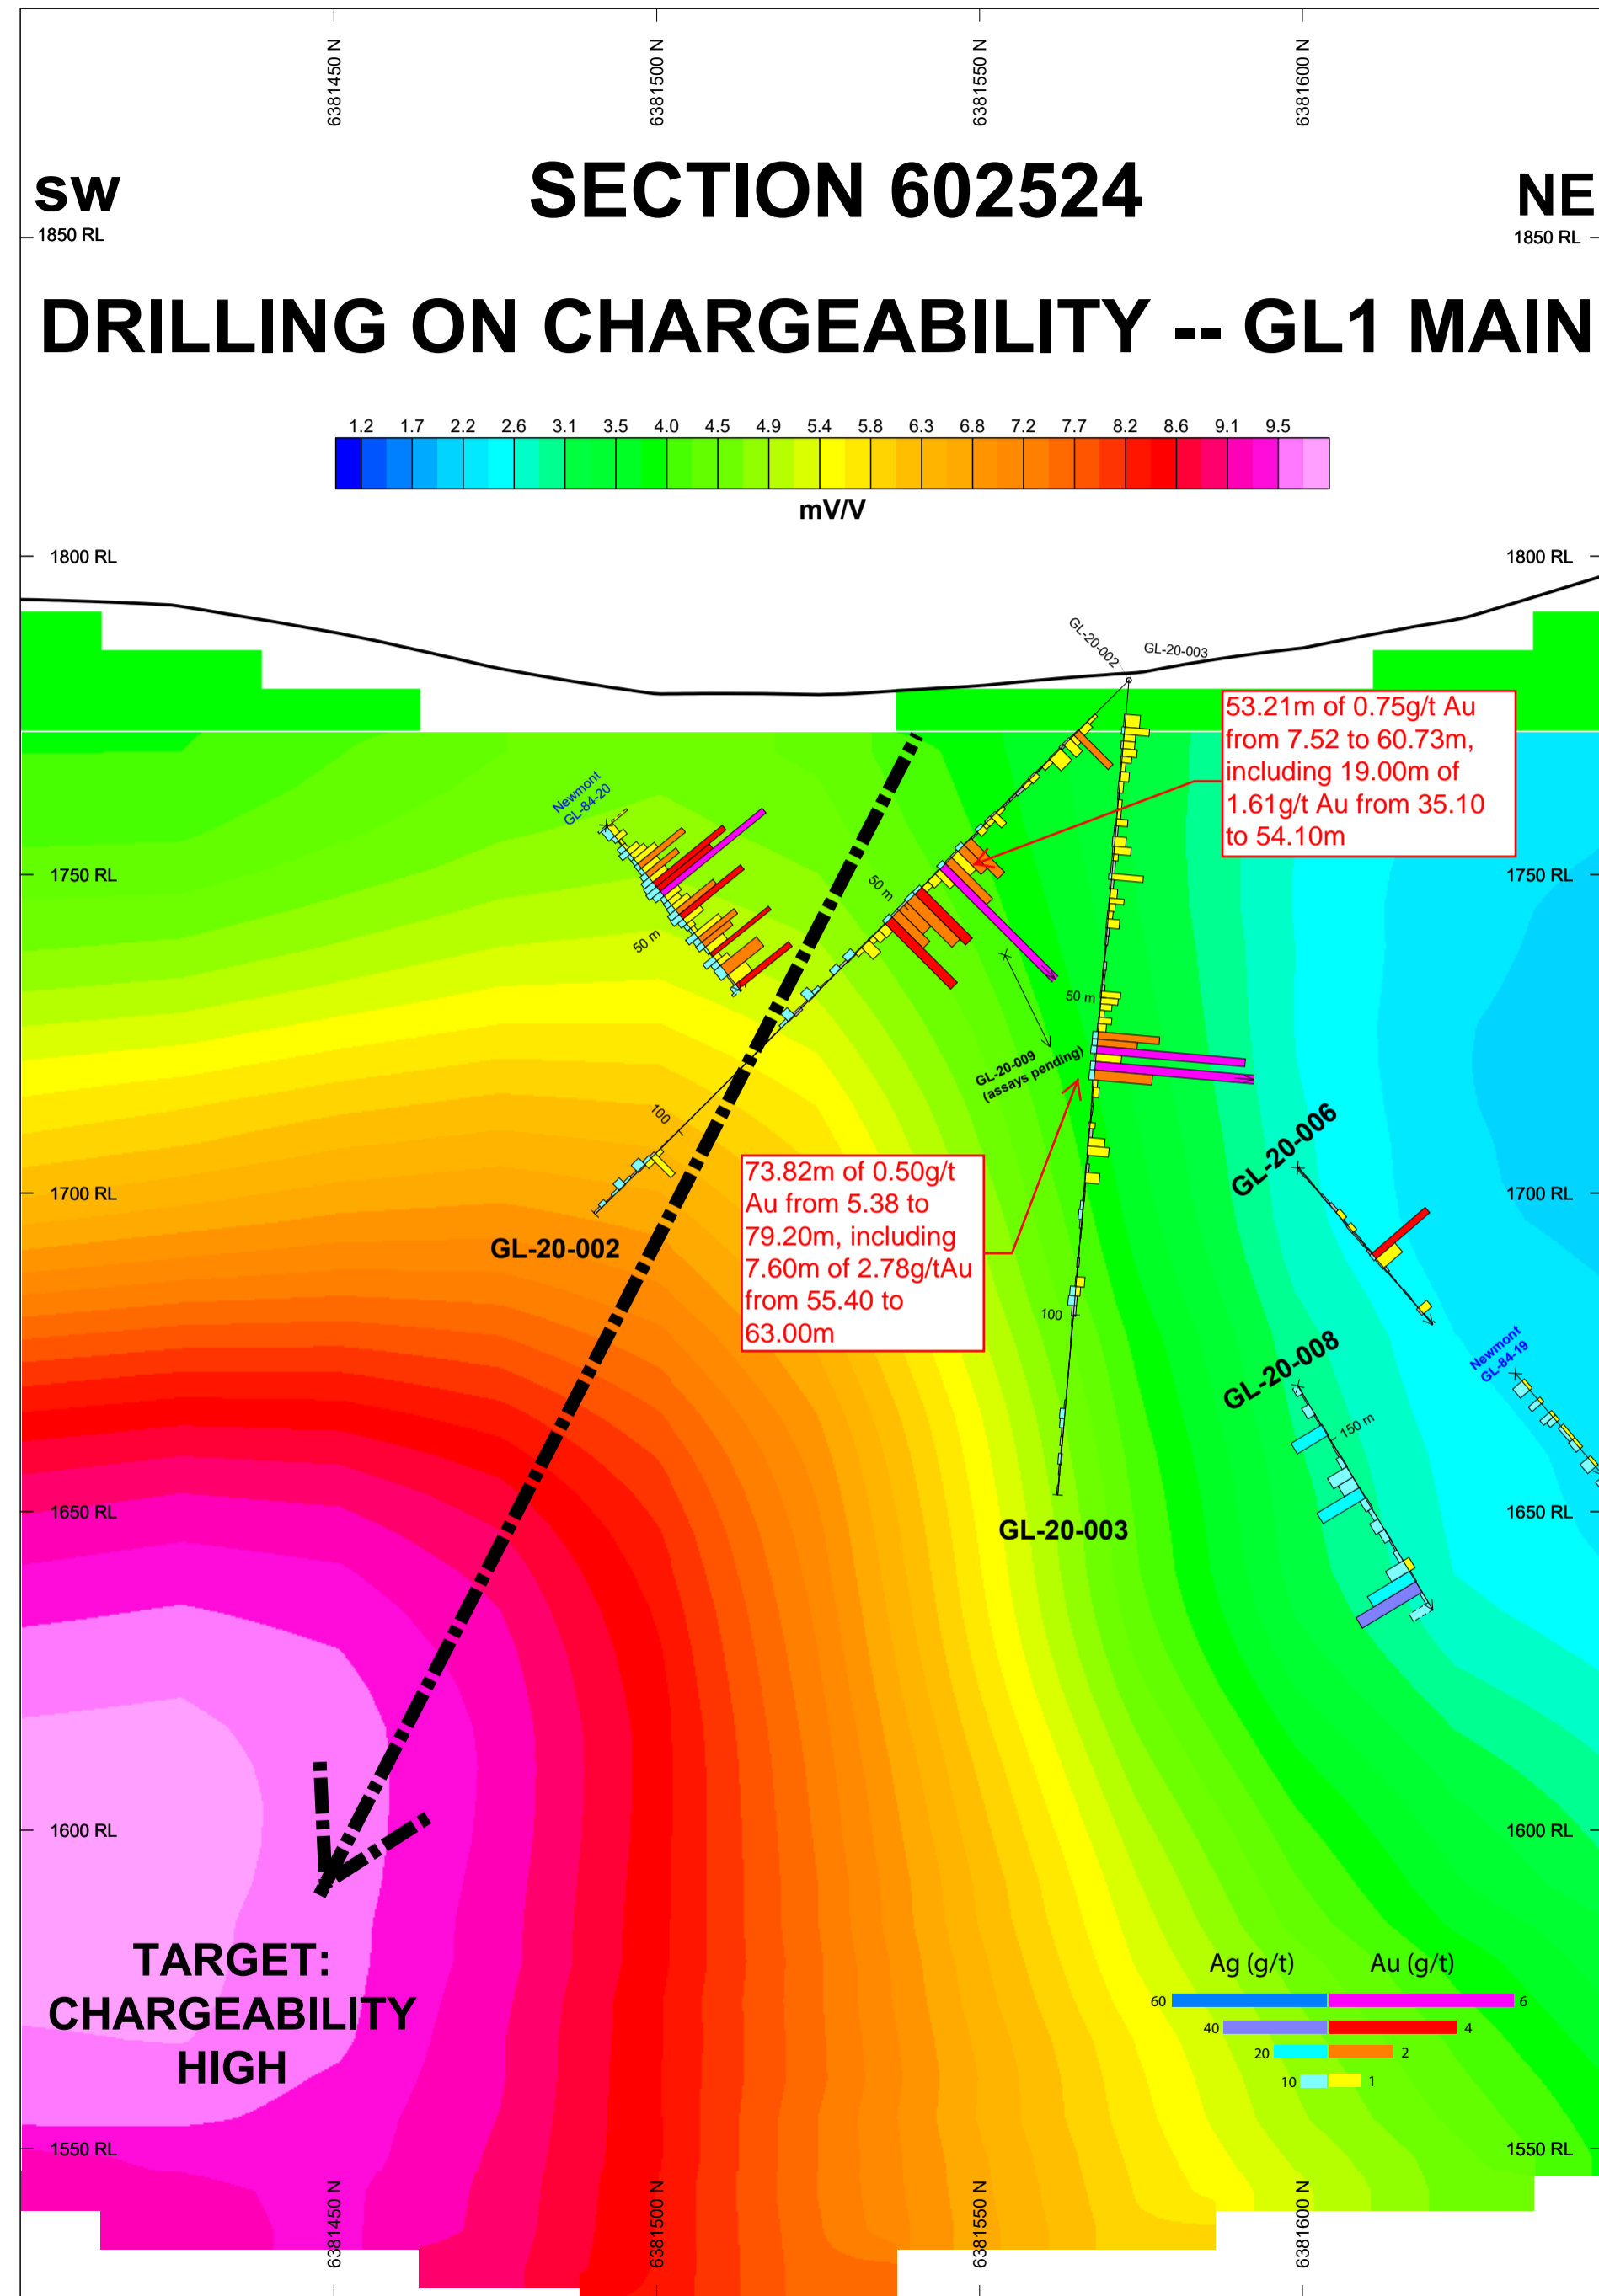 6381450 N
6381500 N
6381550 N
6381600 N
SW
SECTION 602524
NE
1850 RL
1850 RL
DRILLING ON CHARGEABILITY -- GL1 MAIN
1.2 1.7 2.2 2.6 3.1 3.5 4.0 4.5 4.9 5.4 5.8 6.3 6.8 7.2 7.7 8.2 8.6 9.1 9.5
mV/V
1800 RL
1800 RL
GL-20-002
GL-20-003
53.21m of 0.75g/t Au
from 7.52 to 60.73m,
including 19.00m of
1.61g/t Au from 35.10
to 54.10m
Newmont
GL-84-20
1750 RL
1750 RL
50 m
50 m
50 m
GL-20-009
(assays pending)
100
GL-20-006
73.82m of 0.50g/t
Au from 5.38 to
79.20m, including
7.60m of 2.78g/tAu
from 55.40 to
63.00m
1700 RL
1700 RL
GL-20-002
100
GL-20-008
Newmont
GL-84-19
150 m
1650 RL
1650 RL
GL-20-003
1600 RL
1600 RL
TARGET:
CHARGEABILITY
HIGH
Ag (g/t) Au (g/t)
60 6
40 4
20 2
10 1
1550 RL
1550 RL
6381450 N
6381500 N
6381550 N
6381600 N